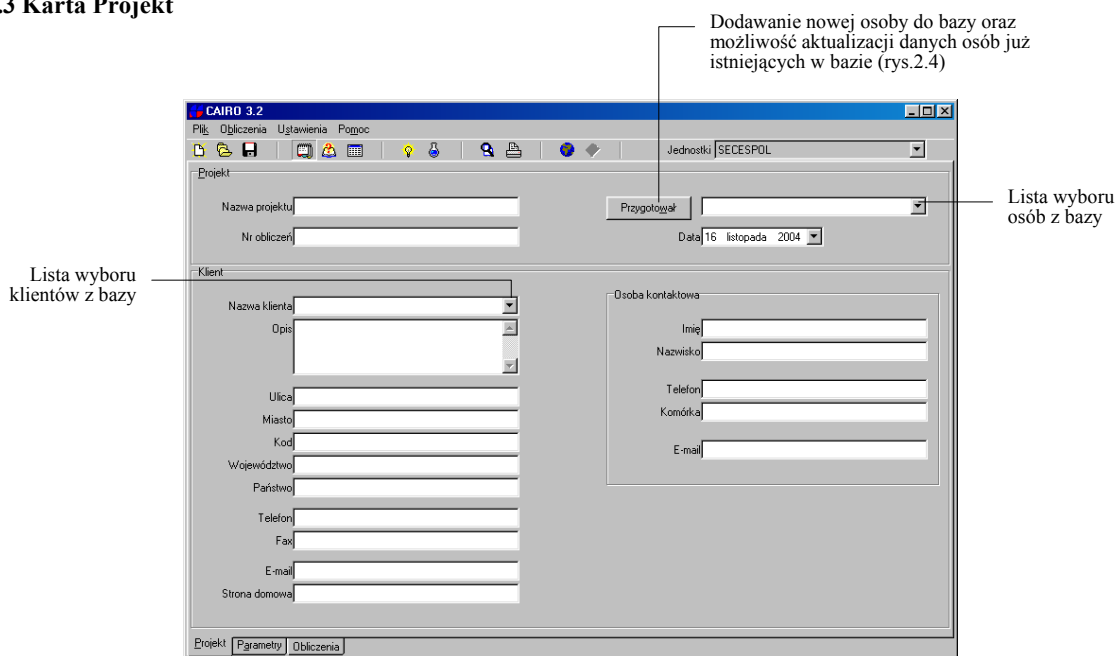 .3 Karta Projekt
Dodawanie nowej osoby do bazy oraz
możliwość aktualizacji danych osób już
istniejących w bazie (rys.2.4)
CAIRO 3.2
Plik Obliczenia Ustawienia Pomoc
Jednostki SECESPOL
Projekt
Nazwa projektu
Przygotował
Lista wyboru
osób z bazy
Nr obliczeń
Data 16 listopada 2004
Lista wyboru
klientów z bazy
Klient
Nazwa klienta
Opis
Ulica
Miasto
Kod
Województwo
Państwo
Telefon
Fax
E-mail
Strona domowa
Osoba kontaktowa
Imię
Nazwisko
Telefon
Komórka
E-mail
Projekt Parametry Obliczenia